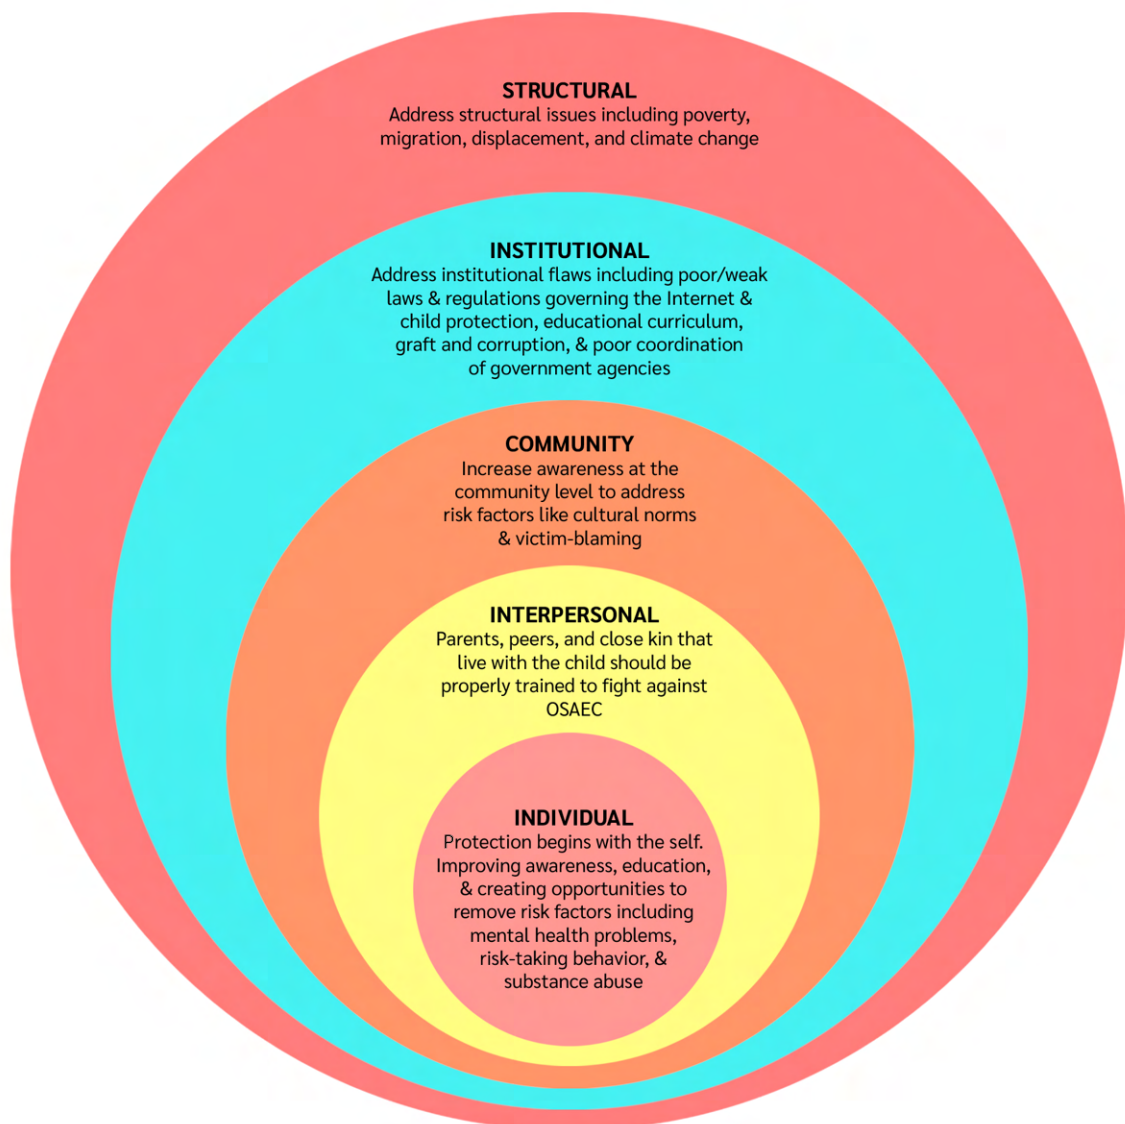 STRUCTURAL
Address structural issues including poverty,
migration, displacement, and climate change
INSTITUTIONAL
Address institutional flaws including poor/weak
laws & regulations governing the Internet &
child protection, educational curriculum,
graft and corruption, & poor coordination
of government agencies
COMMUNITY
Increase awareness at the
community level to address
risk factors like cultural norms
& victim-blaming
INTERPERSONAL
Parents, peers, and close kin that
live with the child should be
properly trained to fight against
OSAEC
INDIVIDUAL
Protection begins with the self.
Improving awareness, education,
& creating opportunities to
remove risk factors including
mental health problems,
risk-taking behavior, &
substance abuse